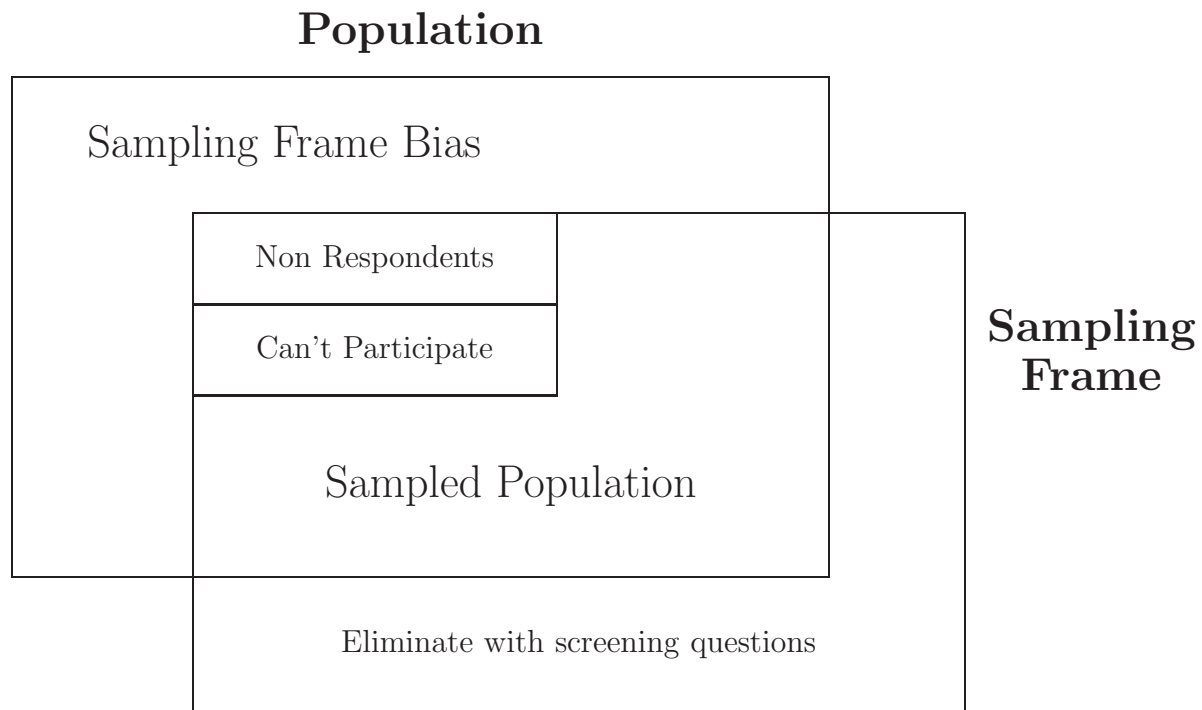 Population
Sampling Frame Bias
Non Respondents
Can't Participate
Sampling
Frame
Sampled Population
Eliminate with screening questions